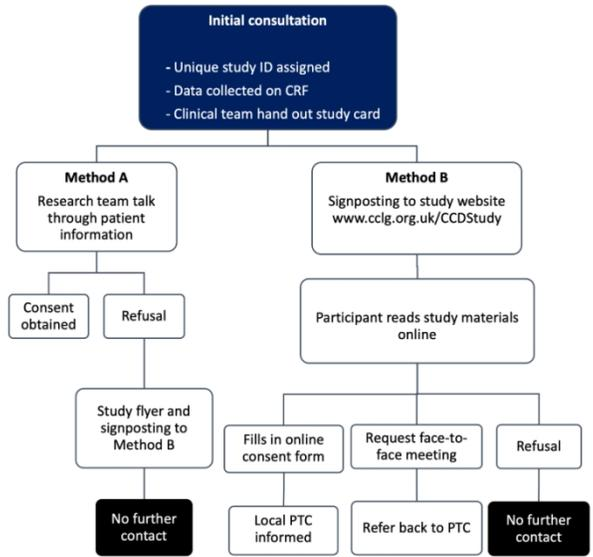 Initial consultation
- Unique study ID assigned
- Data collected on CRF
- Clinical team hand out study card
Method A
Research team talk
through patient
information
Method B
Signposting to study website
www.cclg.org.uk/CCDStudy
Consent
obtained
Refusal
Participant reads study materials
online
Study flyer and
signposting to
Method B
Fills in online
consent form
Request face-to-
face meeting
Refusal
No further
contact
Local PTC
informed
Refer back to PTC
No further
contact